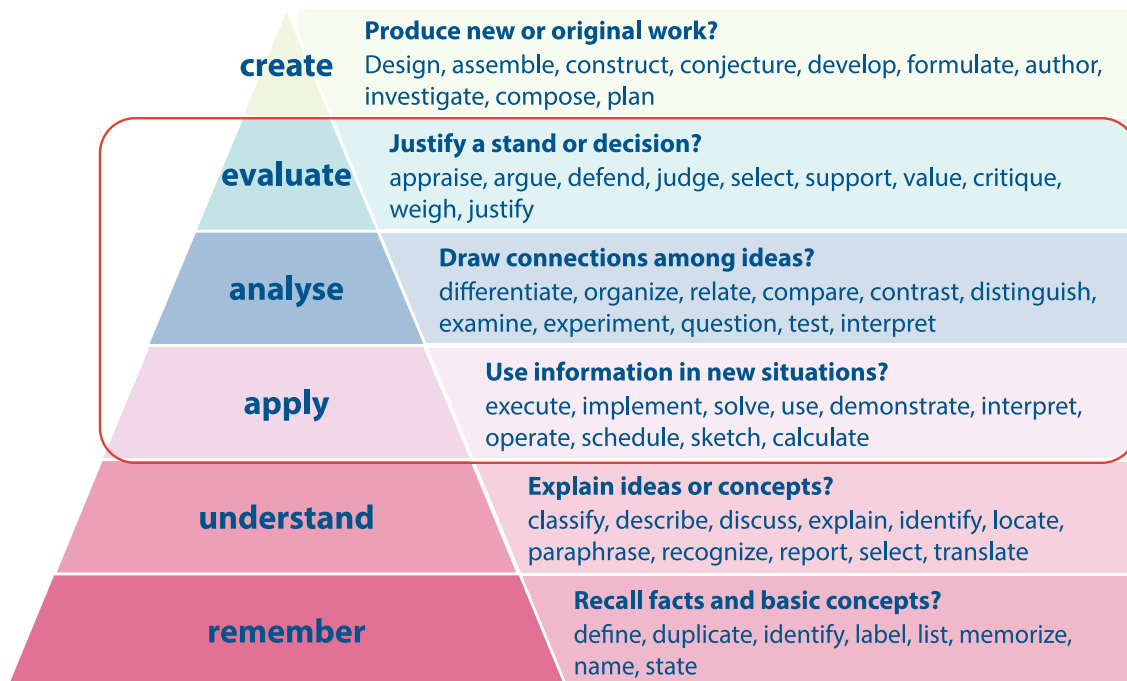 create
Produce new or original work?
Design, assemble, construct, conjecture, develop, formulate, author,
investigate, compose, plan
evaluate
Justify a stand or decision?
appraise, argue, defend, judge, select, support, value, critique,
weigh, justify
analyse
Draw connections among ideas?
differentiate, organize, relate, compare, contrast, distinguish,
examine, experiment, question, test, interpret
apply
Use information in new situations?
execute, implement, solve, use, demonstrate, interpret,
operate, schedule, sketch, calculate
understand
Explain ideas or concepts?
classify, describe, discuss, explain, identify, locate,
paraphrase, recognize, report, select, translate
remember
Recall facts and basic concepts?
define, duplicate, identify, label, list, memorize,
name, state